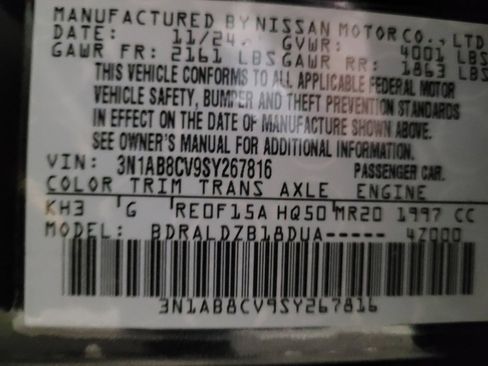 MANUFACTURED BY NISSAN MOTOR CO., LTD.
DATE: 11/24 GVWR: 4001 LBS
GAWR FR: 2161 LBS GAWR RR: 1863 LBS
THIS VEHICLE CONFORMS TO ALL APPLICABLE FEDERAL MOTOR
VEHICLE SAFETY, BUMPER AND THEFT PREVENTION STANDARDS
IN EFFECT ON THE DATE OF MANUFACTURE SHOWN ABOVE.
SEE OWNER'S MANUAL FOR ADDITIONAL INFORMATION
VIN: 3N1AB8CV9SY267816 PASSENGER CAR.
COLOR TRIM TRANS AXLE ENGINE
KH3 G RE0F15A HQ50 MR20 1997 CC
BDRALDZB18DUA----- 4Z000
3N1AB8CV9SY267816